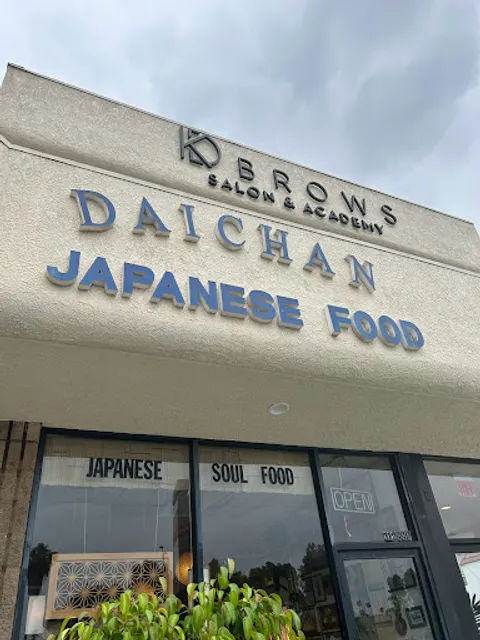 KD BROWS
SALON & ACADEMY
DAICHAN
JAPANESE FOOD
JAPANESE SOUL FOOD
OPEN